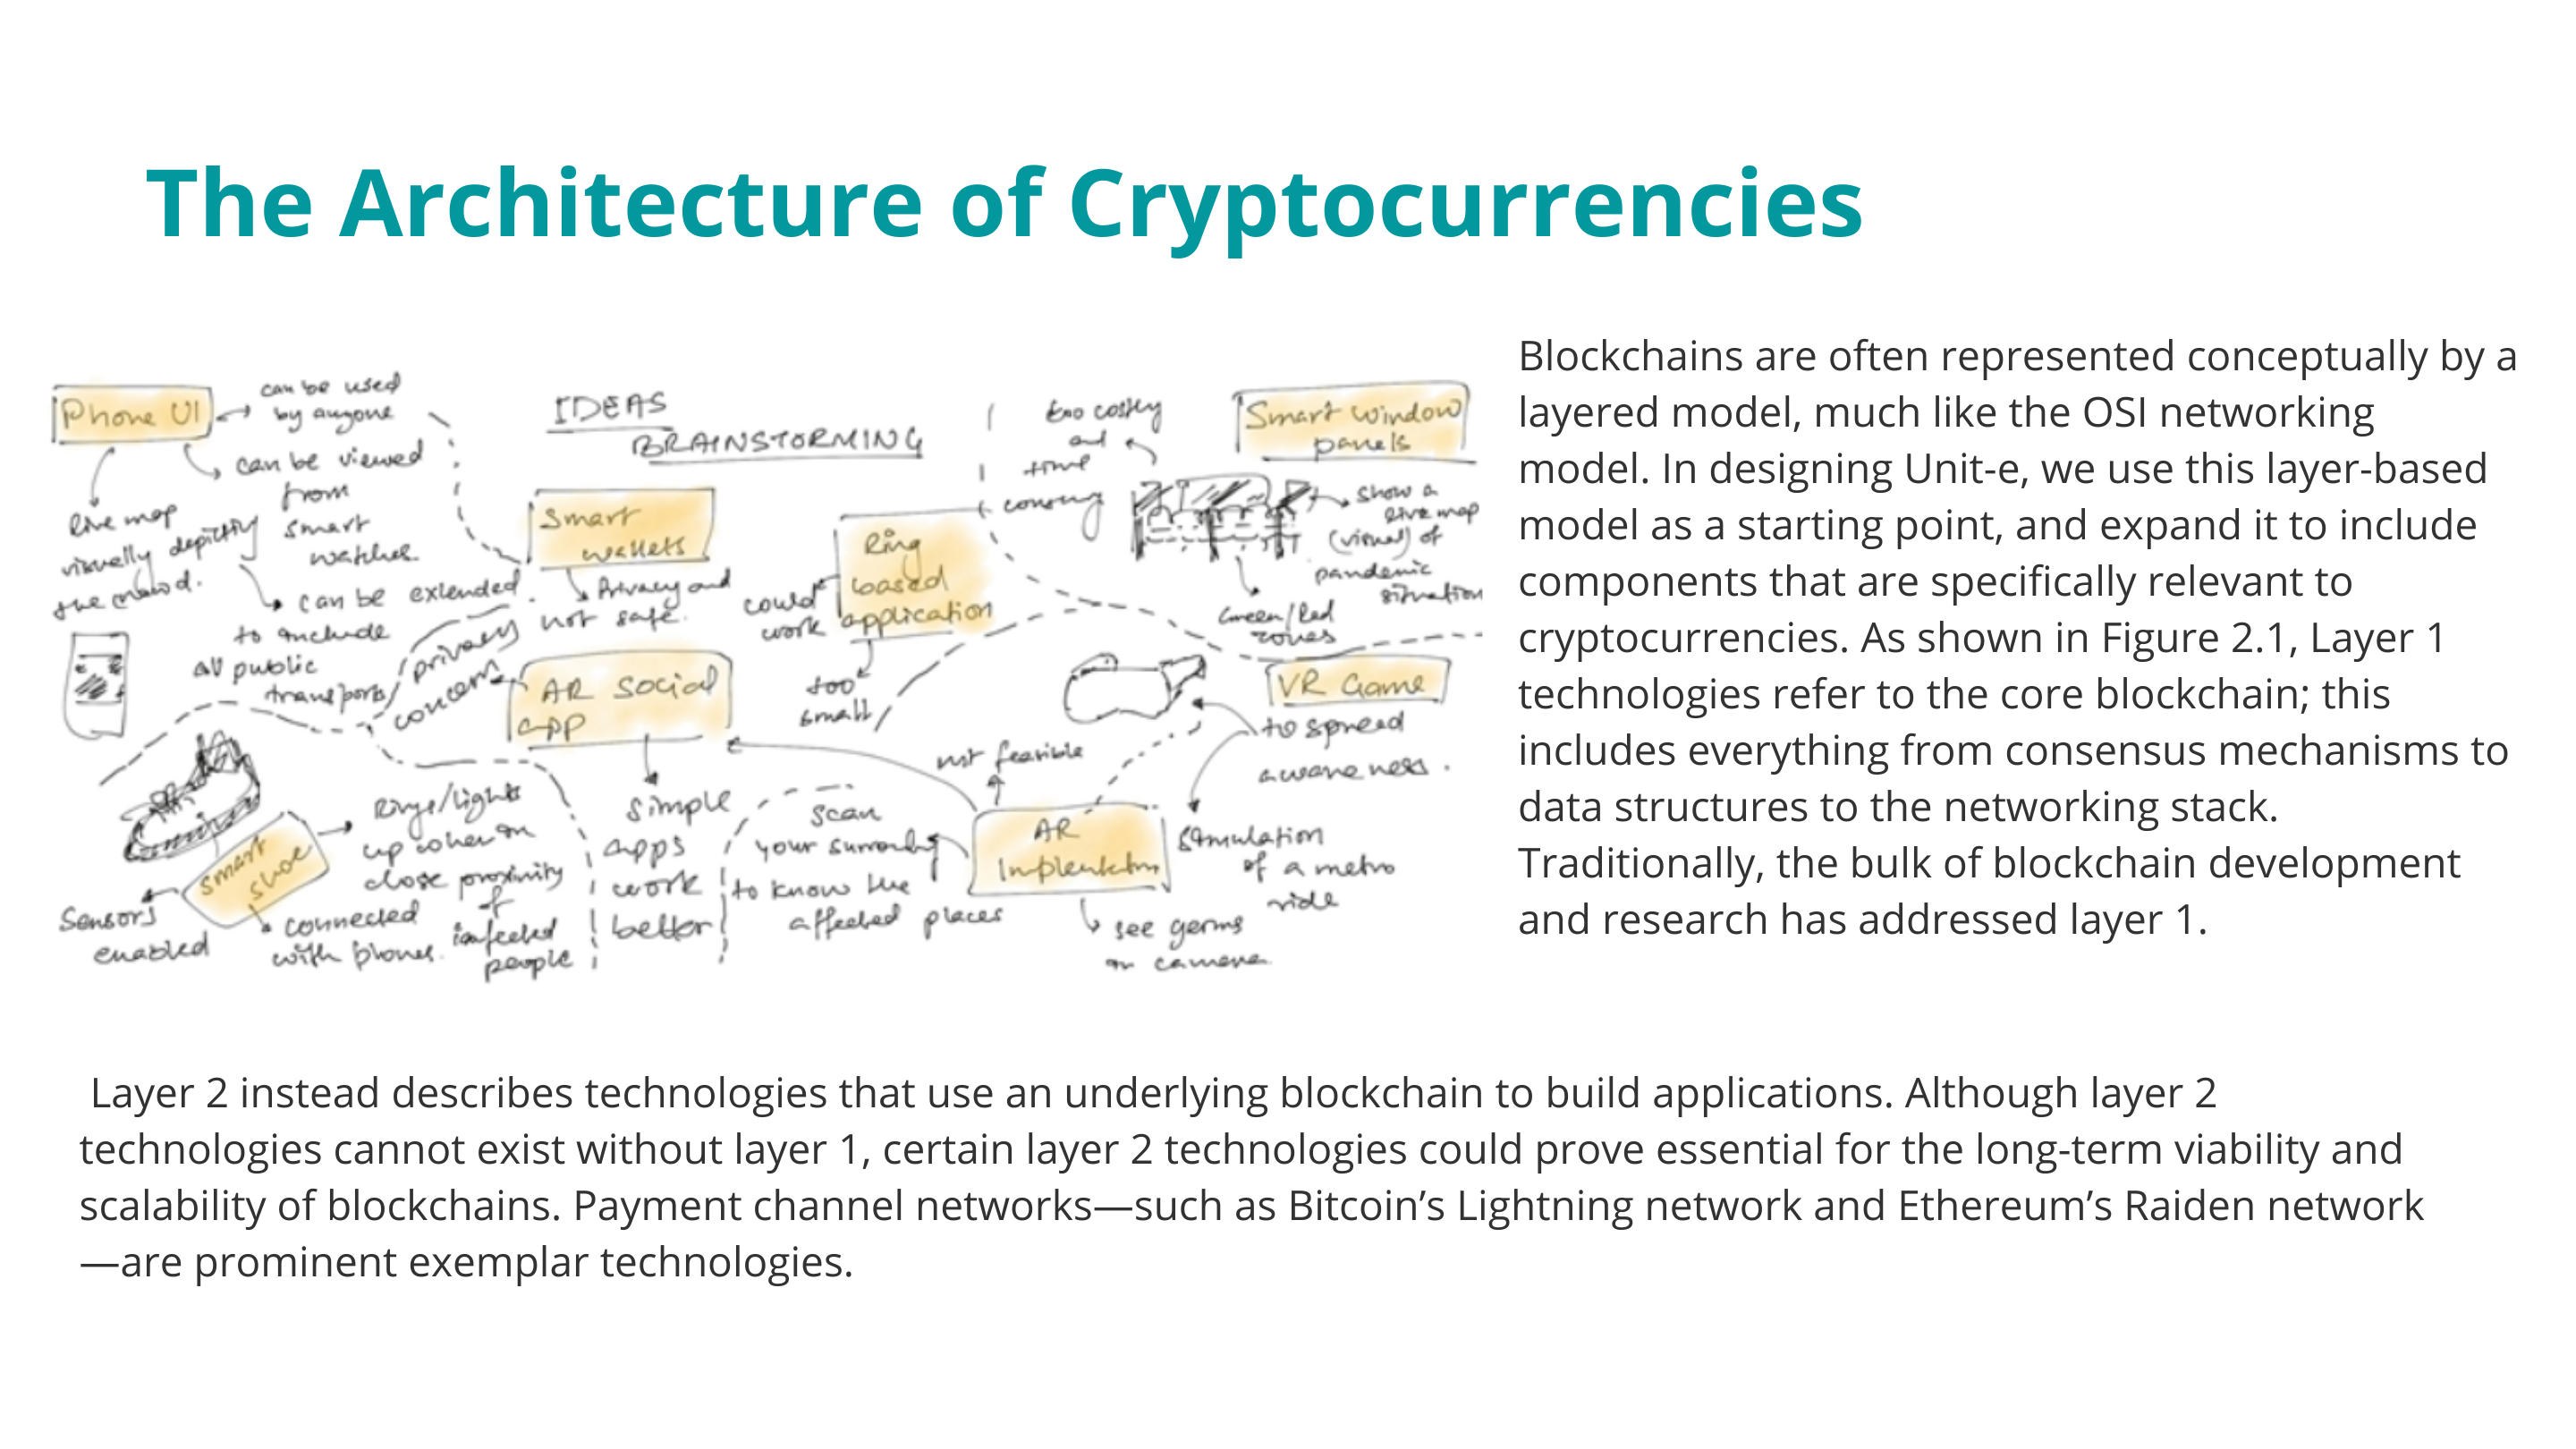 The Architecture of Cryptocurrencies
IDEAS
BRAINSTORMING
Phone UI
can be used
by anyone
can be viewed
from
smart
watches
live map
visually depicting
the crowd.
can be extended
to include
all public
transports
privacy
concerns
Smart
wallets
Privacy and
not safe.
Ring
based
application
could
work
too
small
too costly
and
time
Smart window
panels
show a
live map
(visual) of
pandemic
situation
Green/Red
zones
AR Social
app
simple
apps
work
better
VR Game
to spread
awareness.
simulation
of a metro
ride
not feasible
AR
scan
your
to know the
affected places
see germs
on camera
smart
shoe
Sensors
enabled
connected
with phones.
Rings/lights
up when in
close proximity
of
infected
people
Blockchains are often represented conceptually by a
layered model, much like the OSI networking
model. In designing Unit-e, we use this layer-based
model as a starting point, and expand it to include
components that are specifically relevant to
cryptocurrencies. As shown in Figure 2.1, Layer 1
technologies refer to the core blockchain; this
includes everything from consensus mechanisms to
data structures to the networking stack.
Traditionally, the bulk of blockchain development
and research has addressed layer 1.
Layer 2 instead describes technologies that use an underlying blockchain to build applications. Although layer 2
technologies cannot exist without layer 1, certain layer 2 technologies could prove essential for the long-term viability and
scalability of blockchains. Payment channel networks—such as Bitcoin’s Lightning network and Ethereum’s Raiden network
—are prominent exemplar technologies.